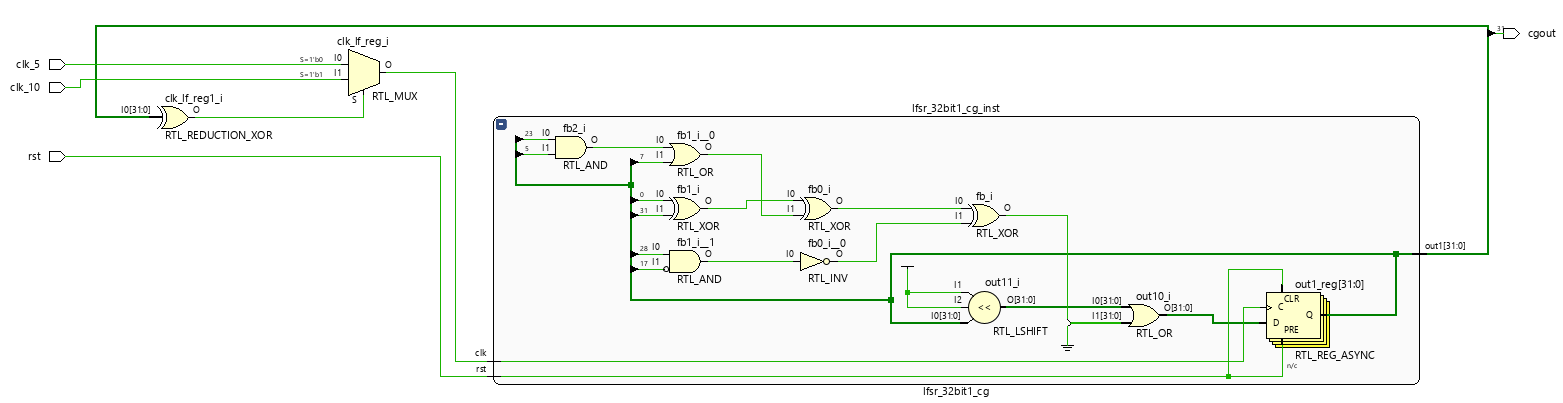 31
cgout
clk_lf_reg_i
S=1'b0 I0
clk_5
O
S=1'b1 I1
clk_10
S
RTL_MUX
clk_lf_reg1_i
I0[31:0]
O
RTL_REDUCTION_XOR
rst
lfsr_32bit1_cg_inst
fb2_i
23 I0
O
5 I1
RTL_AND
fb1_i__0
I0
O
7 I1
RTL_OR
fb1_i
0 I0
O
31 I1
RTL_XOR
fb0_i
I0
O
I1
RTL_XOR
fb_i
I0
O
I1
RTL_XOR
fb1_i__1
28 I0
O
17 I1
RTL_AND
fb0_i__0
I0
O
RTL_INV
out1[31:0]
out11_i
I1
I2
<<
O[31:0]
I0[31:0]
RTL_LSHIFT
out10_i
I0[31:0]
O[31:0]
I1[31:0]
RTL_OR
out1_reg[31:0]
CLR
C
Q
D
PRE
RTL_REG_ASYNC
n/c
clk
rst
lfsr_32bit1_cg